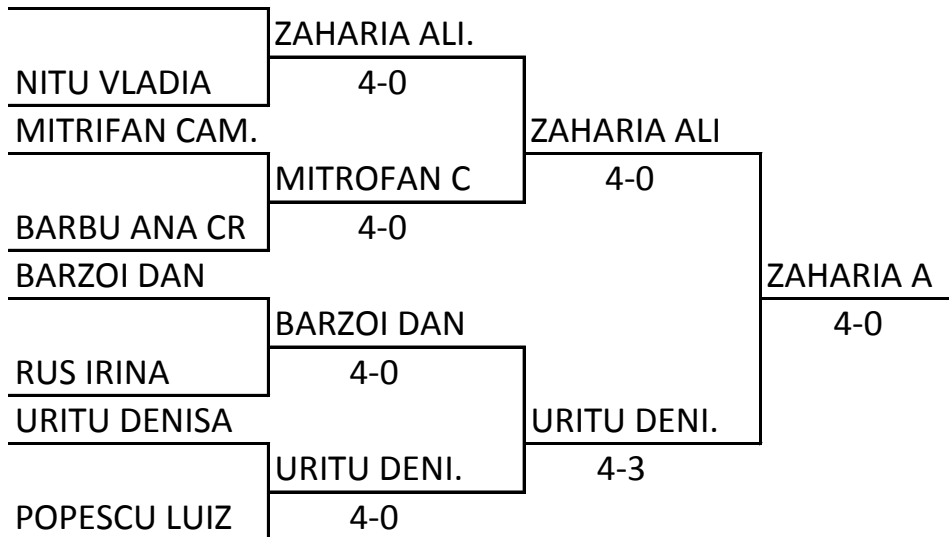 ZAHARIA ALI.
NITU VLADIA 4-0
MITRIFAN CAM. ZAHARIA ALI
MITROFAN C 4-0
BARBU ANA CR 4-0
BARZOI DAN ZAHARIA A
BARZOI DAN 4-0
RUS IRINA 4-0
URITU DENISA URITU DENI.
URITU DENI. 4-3
POPESCU LUIZ 4-0